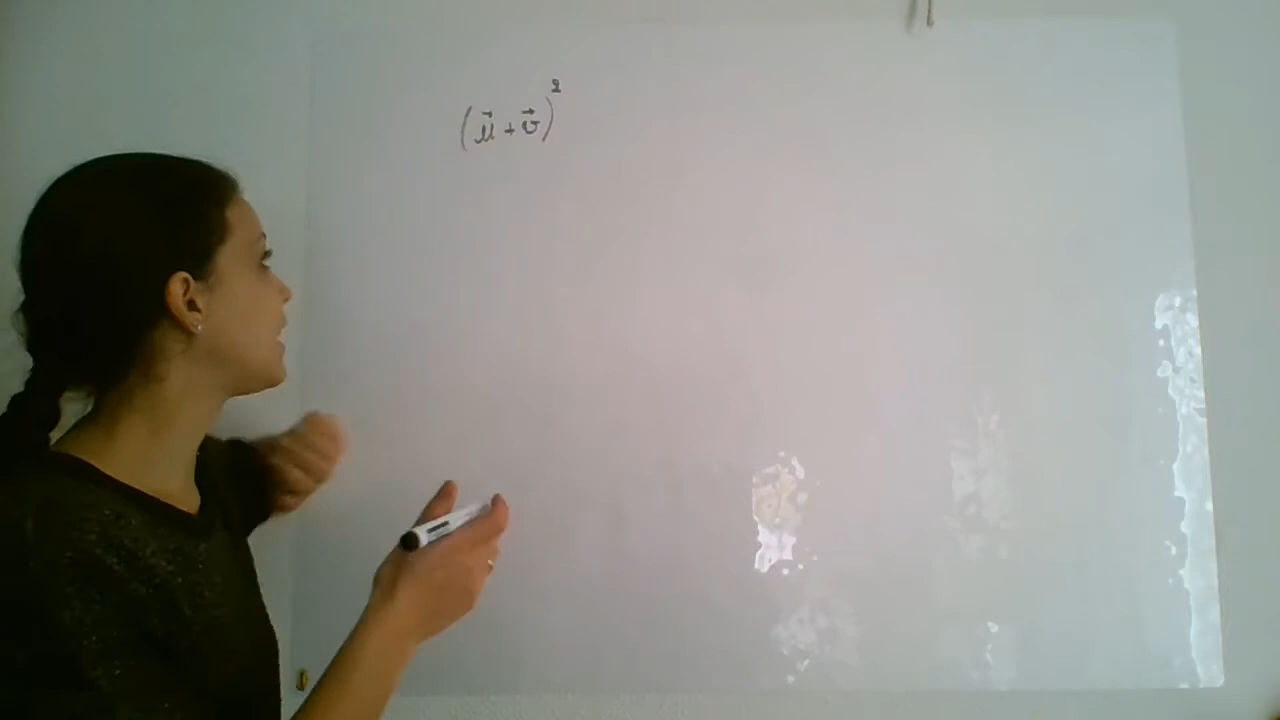 (u⃗ + v⃗)²